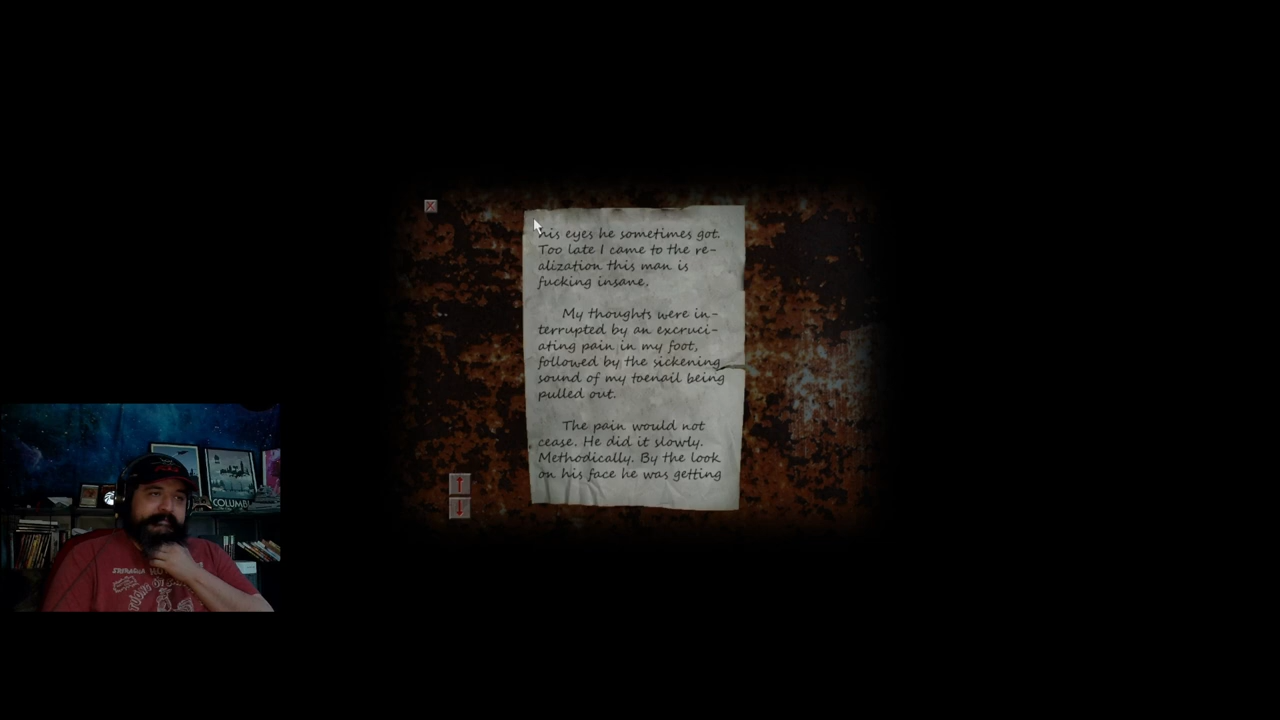 his eyes he sometimes got.
Too late I came to the re-
alization this man is
fucking insane.
My thoughts were in-
terrupted by an excruci-
ating pain in my foot,
followed by the sickening
sound of my toenail being
pulled out.
The pain would not
cease. He did it slowly.
Methodically. By the look
on his face he was getting
COLUMBI
SRIRACHA